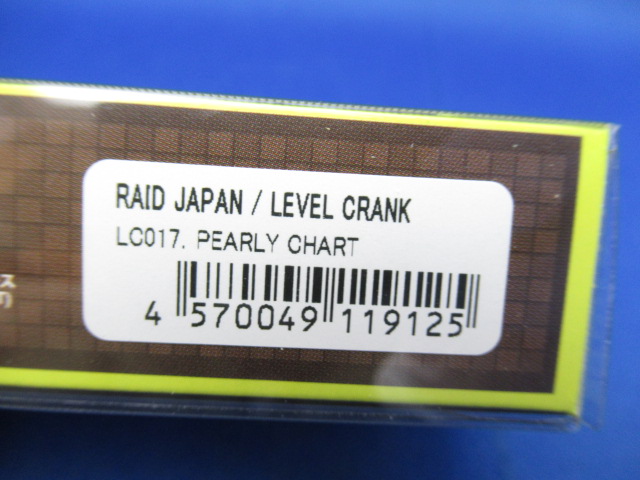 RAID JAPAN / LEVEL CRANK
LC017. PEARLY CHART
4 570049 119125